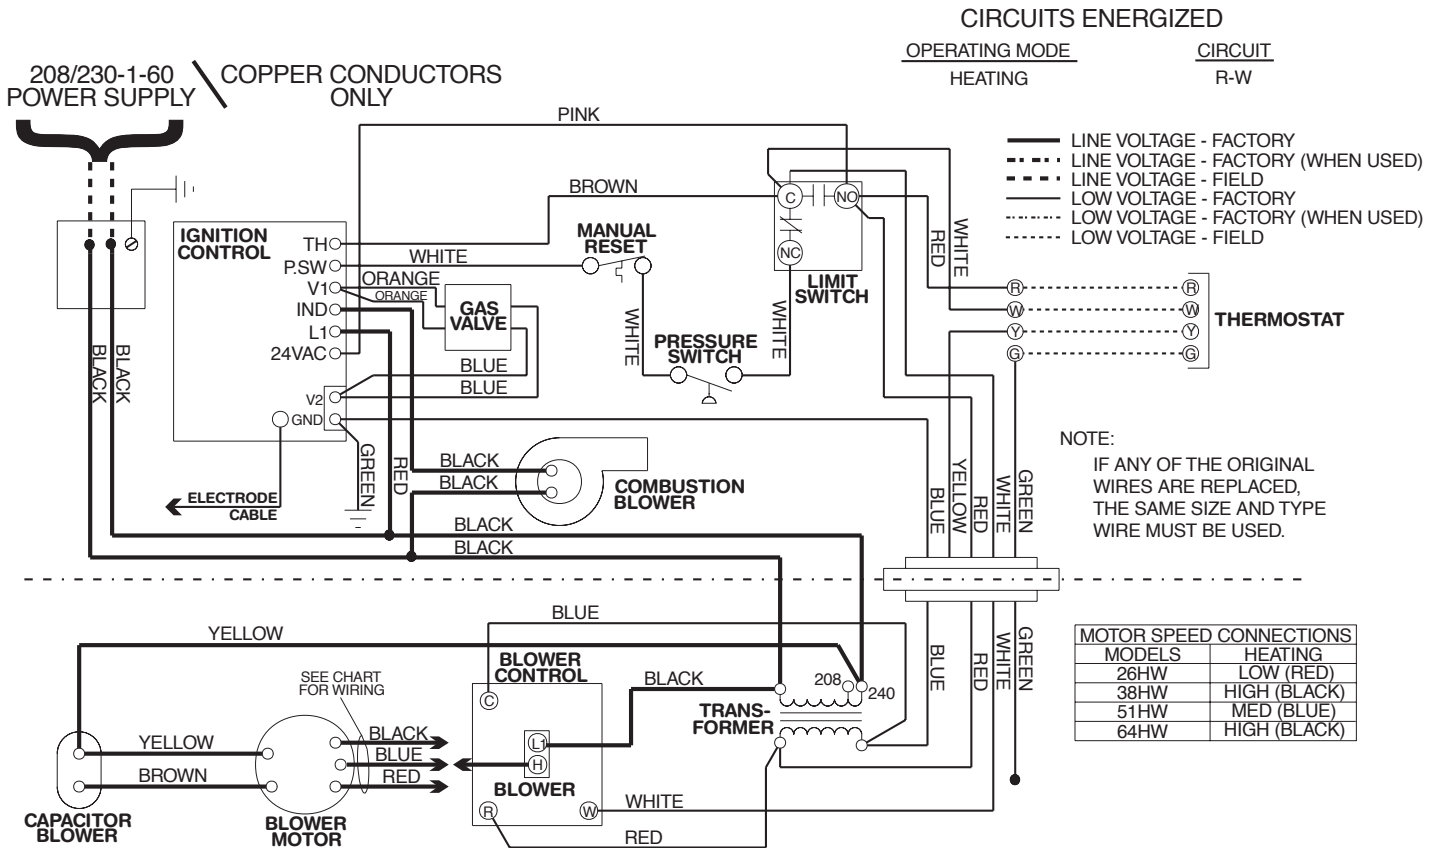 CIRCUITS ENERGIZED
OPERATING MODE CIRCUIT
HEATING R-W
208/230-1-60
POWER SUPPLY
COPPER CONDUCTORS
ONLY
LINE VOLTAGE - FACTORY
LINE VOLTAGE - FACTORY (WHEN USED)
LINE VOLTAGE - FIELD
LOW VOLTAGE - FACTORY
LOW VOLTAGE - FACTORY (WHEN USED)
LOW VOLTAGE - FIELD
PINK
BROWN
IGNITION
CONTROL
TH
P.SW
V1
IND
L1
24VAC
V2
GND
WHITE
ORANGE
ORANGE
MANUAL
RESET
GAS
VALVE
BLUE
BLUE
WHITE
PRESSURE
SWITCH
WHITE
C
NO
NC
LIMIT
SWITCH
RED
WHITE
R
W
Y
G
R
W
Y
G
THERMOSTAT
BLACK
BLACK
ELECTRODE
CABLE
GREEN
RED
BLACK
BLACK
COMBUSTION
BLOWER
BLACK
BLACK
BLUE
YELLOW
RED
WHITE
GREEN
NOTE:
IF ANY OF THE ORIGINAL
WIRES ARE REPLACED,
THE SAME SIZE AND TYPE
WIRE MUST BE USED.
BLUE
YELLOW
BLOWER
CONTROL
SEE CHART
FOR WIRING
BLACK
208
240
TRANS-
FORMER
C
L1
H
BLOWER
R
W
BLACK
BLUE
RED
YELLOW
BROWN
CAPACITOR
BLOWER
BLOWER
MOTOR
WHITE
RED
BLUE
RED
WHITE
GREEN
MOTOR SPEED CONNECTIONS
MODELS HEATING
26HW LOW (RED)
38HW HIGH (BLACK)
51HW MED (BLUE)
64HW HIGH (BLACK)